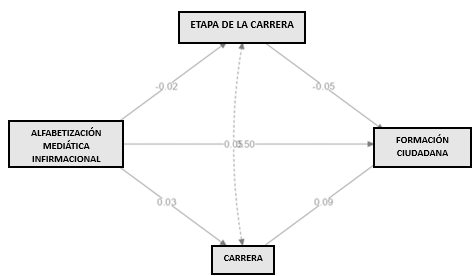 ETAPA DE LA CARRERA
-0.02
-0.05
ALFABETIZACIÓN
MEDIÁTICA
INFIRMACIONAL
FORMACIÓN
CIUDADANA
0.03
0.09
CARRERA